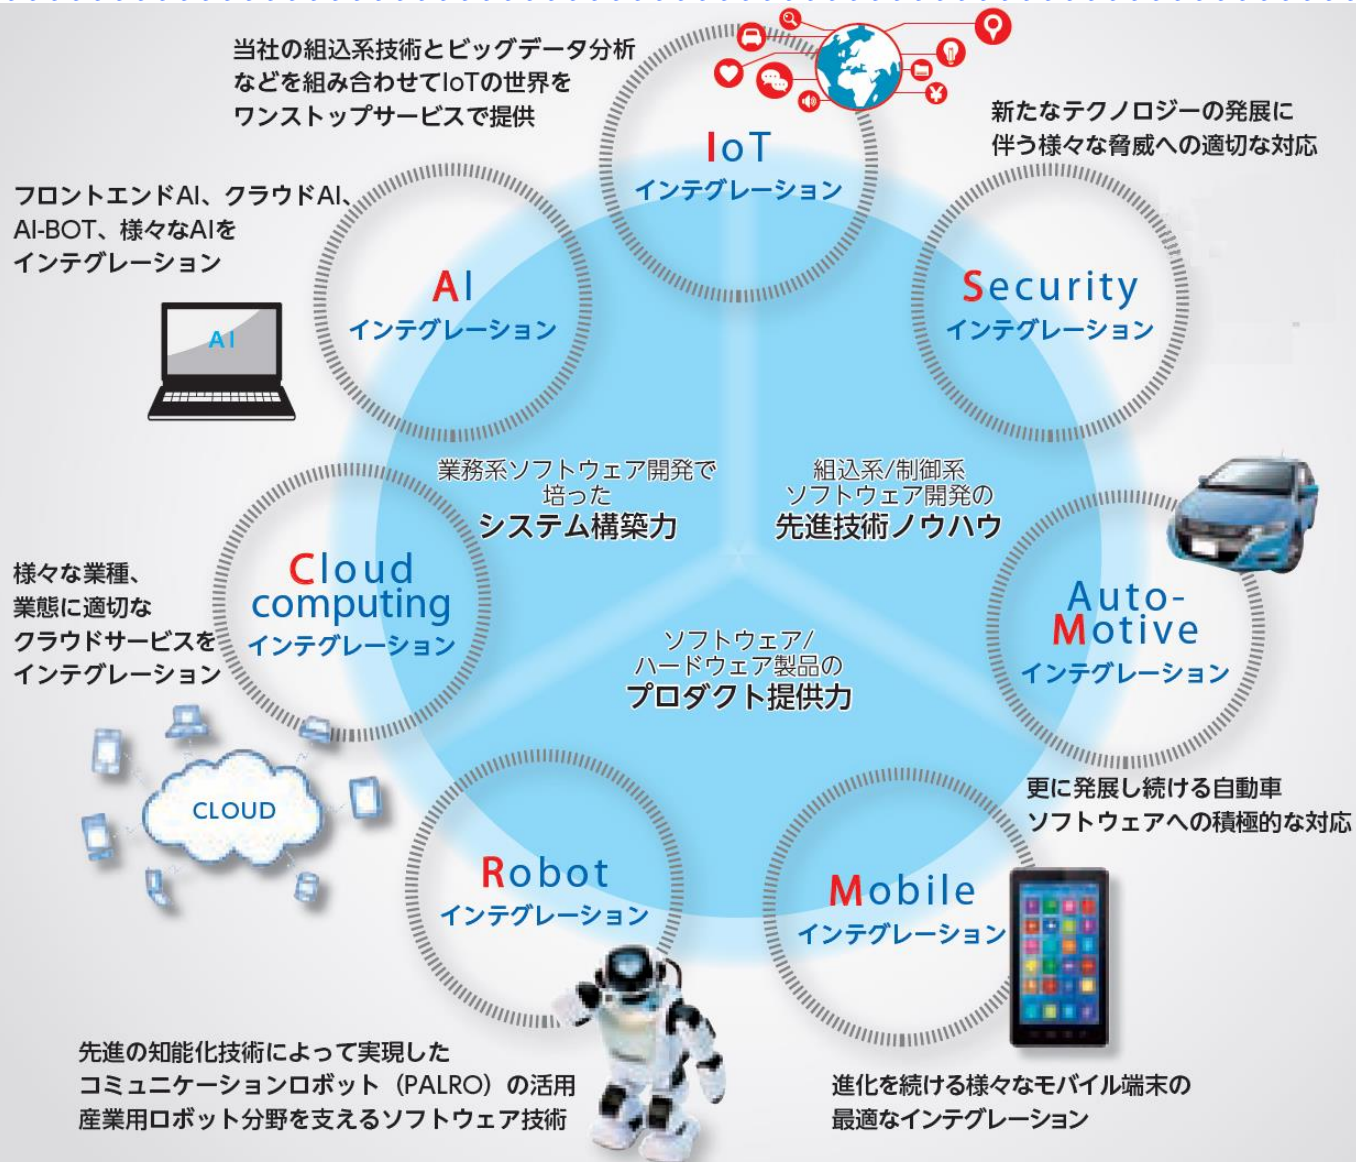 当社の組込系技術とビッグデータ分析
などを組み合わせてIoTの世界を
ワンストップサービスで提供
IoT
インテグレーション
新たなテクノロジーの発展に
伴う様々な脅威への適切な対応
Security
インテグレーション
フロントエンドAI、クラウドAI、
AI-BOT、様々なAIを
インテグレーション
AI
AI
インテグレーション
業務系ソフトウェア開発で
培った
システム構築力
組込系/制御系
ソフトウェア開発の
先進技術ノウハウ
ソフトウェア/
ハードウェア製品の
プロダクト提供力
様々な業種、
業態に適切な
クラウドサービスを
インテグレーション
Cloud
computing
インテグレーション
CLOUD
Auto-
Motive
インテグレーション
更に発展し続ける自動車
ソフトウェアへの積極的な対応
Robot
インテグレーション
先進の知能化技術によって実現した
コミュニケーションロボット（PALRO）の活用
産業用ロボット分野を支えるソフトウェア技術
Mobile
インテグレーション
進化を続ける様々なモバイル端末の
最適なインテグレーション